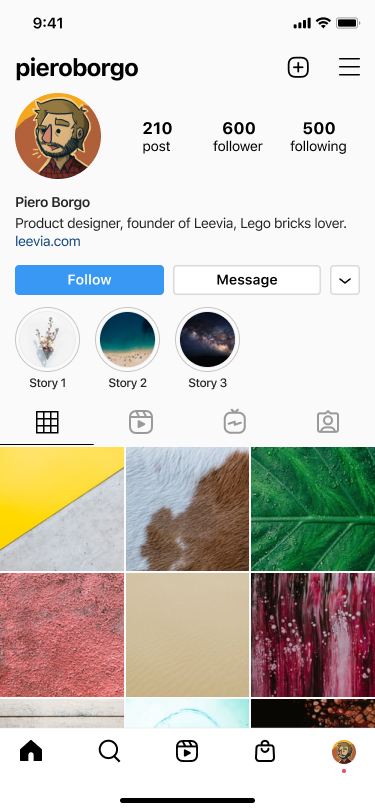 9:41
pieroborgo
210 600 500
post follower following
Piero Borgo
Product designer, founder of Leevia, Lego bricks lover.
leevia.com
Follow Message
Story 1 Story 2 Story 3